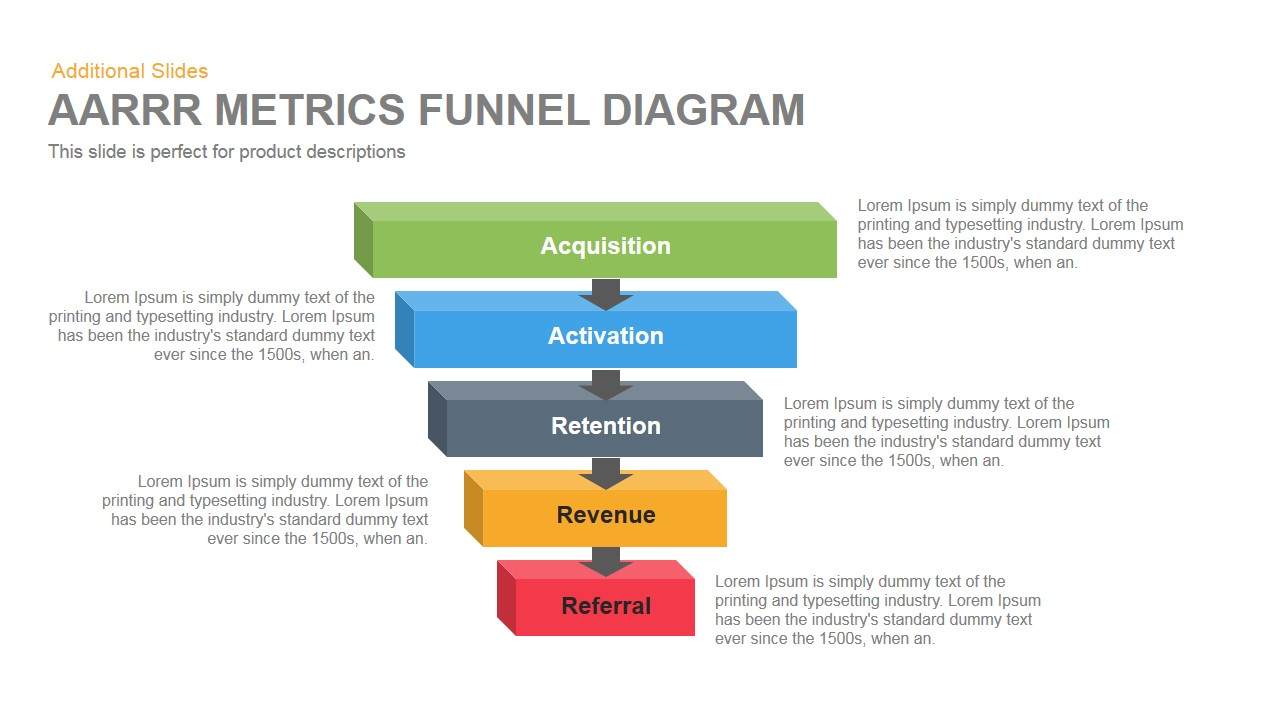 Additional Slides
AARRR METRICS FUNNEL DIAGRAM
This slide is perfect for product descriptions
Acquisition
Lorem Ipsum is simply dummy text of the
printing and typesetting industry. Lorem Ipsum
has been the industry's standard dummy text
ever since the 1500s, when an.
Lorem Ipsum is simply dummy text of the
printing and typesetting industry. Lorem Ipsum
has been the industry's standard dummy text
ever since the 1500s, when an.
Activation
Retention
Lorem Ipsum is simply dummy text of the
printing and typesetting industry. Lorem Ipsum
has been the industry's standard dummy text
ever since the 1500s, when an.
Lorem Ipsum is simply dummy text of the
printing and typesetting industry. Lorem Ipsum
has been the industry's standard dummy text
ever since the 1500s, when an.
Revenue
Referral
Lorem Ipsum is simply dummy text of the
printing and typesetting industry. Lorem Ipsum
has been the industry's standard dummy text
ever since the 1500s, when an.